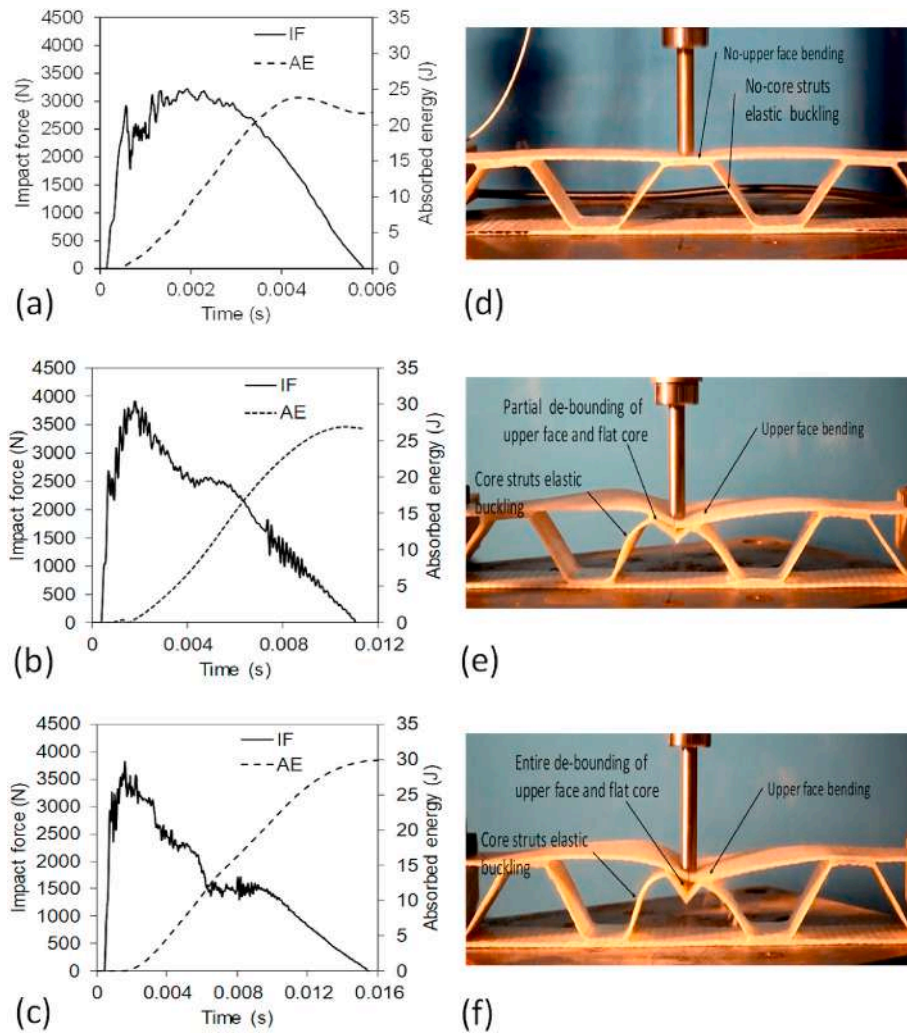 4500
4000
3500
3000
2500
2000
1500
1000
500
0
Impact force (N)
IF
AE
35
30
25
20
15
10
5
0
Absorbed energy (J)
0 0.002 0.004 0.006
Time (s)
(a)
No-upper face bending
No-core struts
elastic buckling
(d)
4500
4000
3500
3000
2500
2000
1500
1000
500
0
Impact force (N)
IF
AE
35
30
25
20
15
10
5
0
Absorbed energy (J)
0 0.004 0.008 0.012
Time (s)
(b)
Partial de-bounding of
upper face and flat core
Upper face bending
Core struts elastic
buckling
(e)
4500
4000
3500
3000
2500
2000
1500
1000
500
0
Impact force (N)
IF
AE
35
30
25
20
15
10
5
0
Absorbed energy (J)
0 0.004 0.008 0.012 0.016
Time (s)
(c)
Entire de-bounding of
upper face and flat core
Upper face bending
Core struts elastic
buckling
(f)